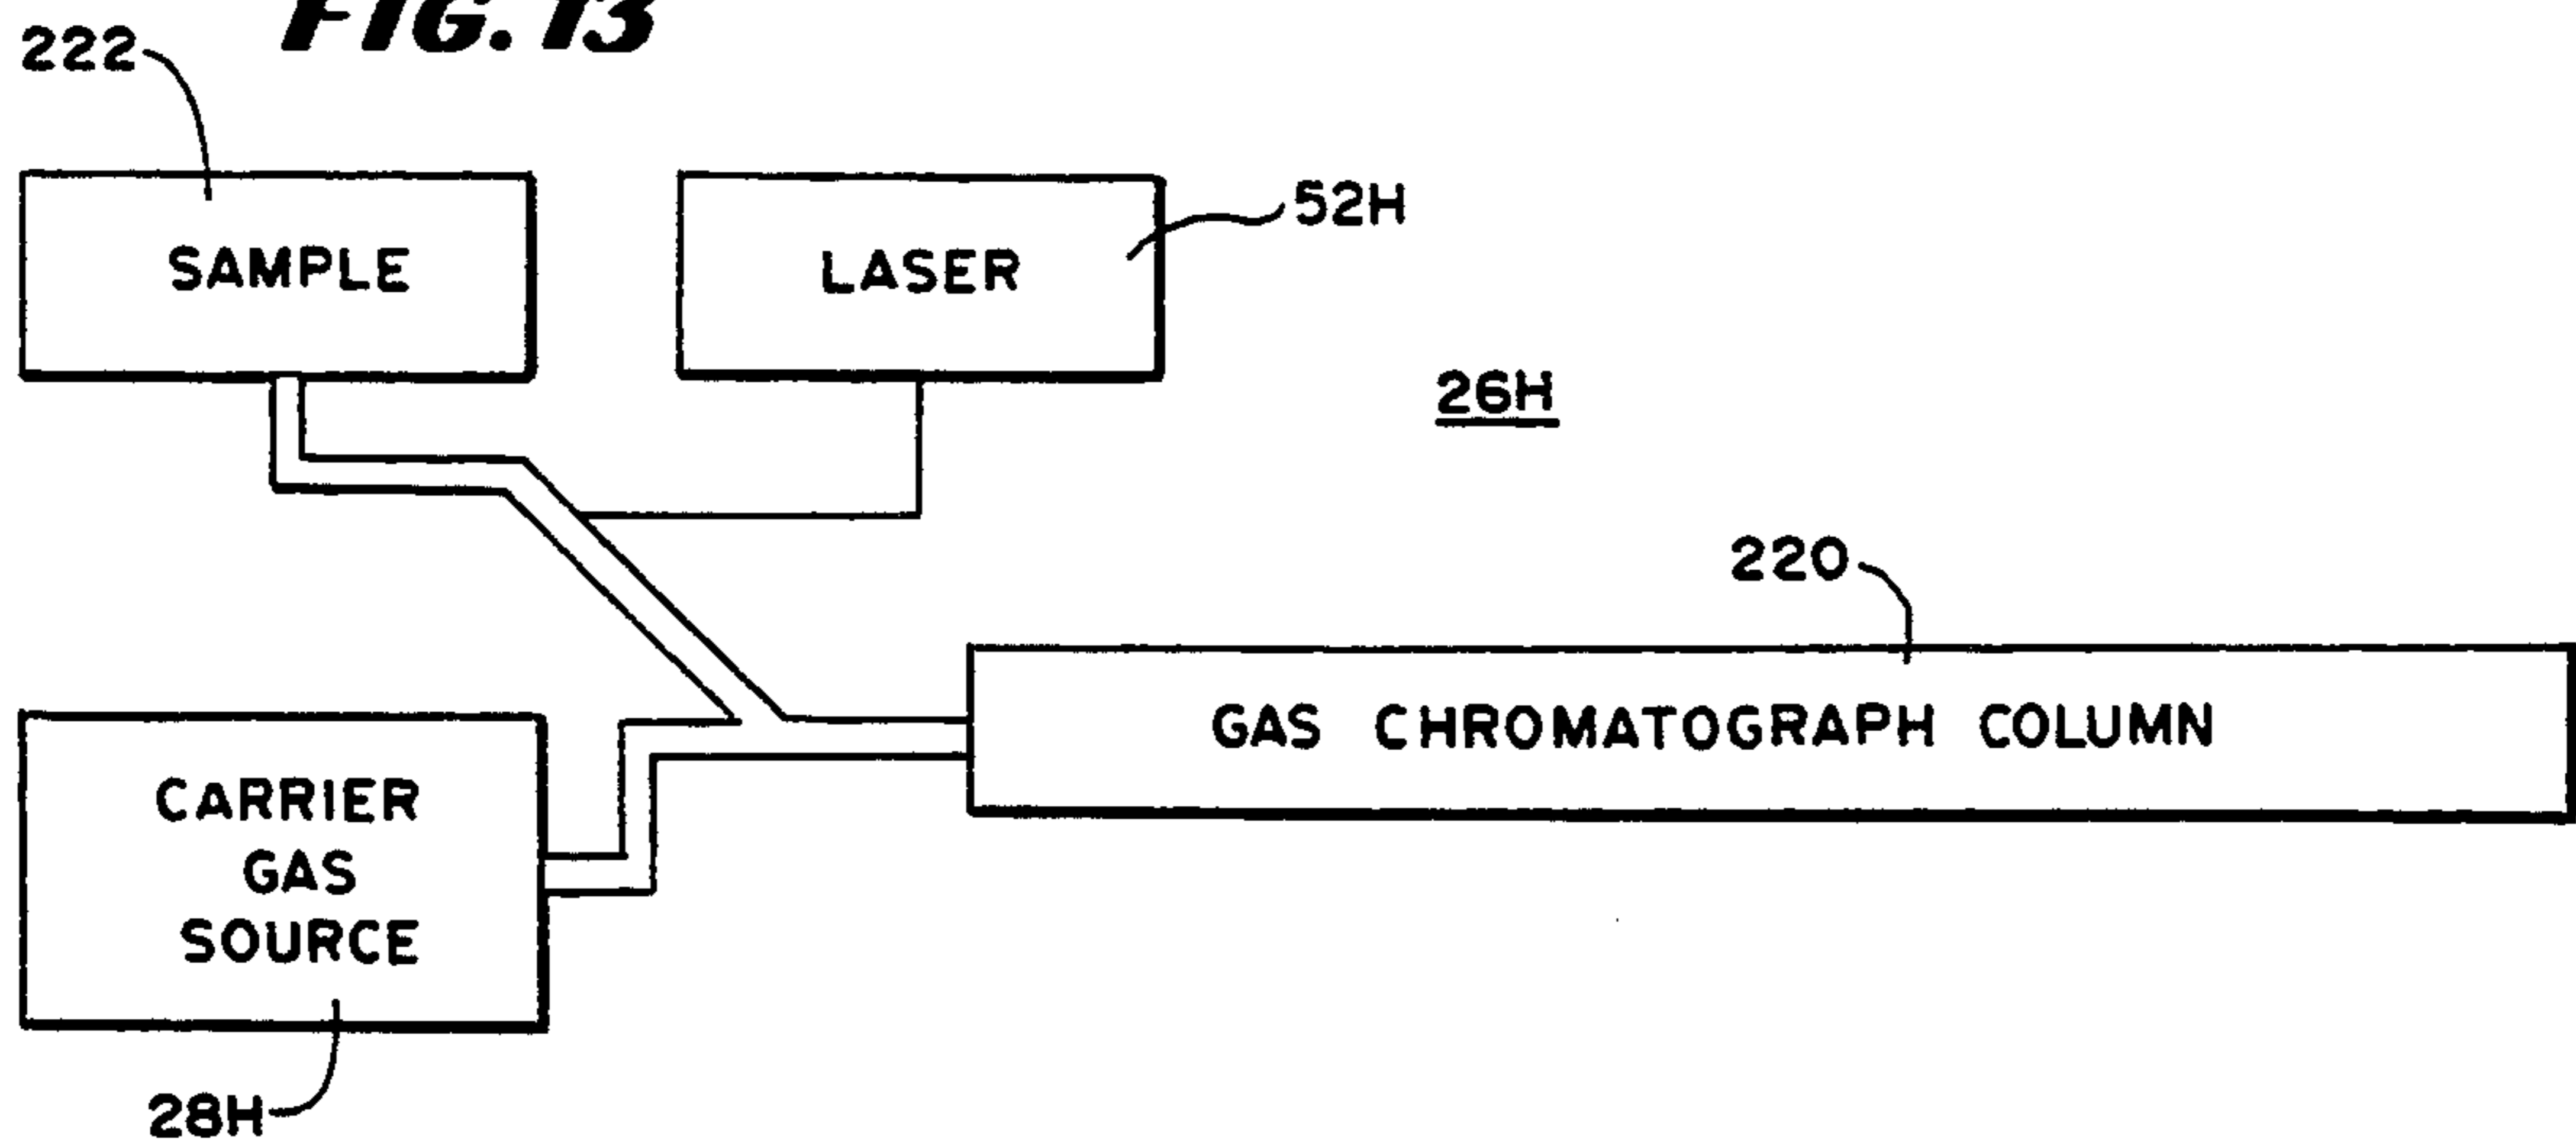 FIG. 13
222
SAMPLE
LASER
52H
26H
220
GAS CHROMATOGRAPH COLUMN
CARRIER
GAS
SOURCE
28H